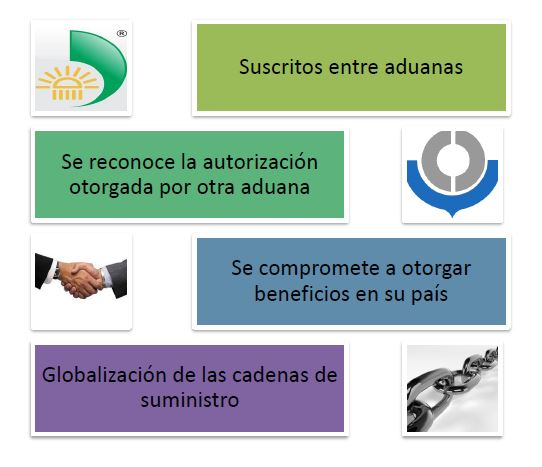 ®
Suscritos entre aduanas
Se reconoce la autorización
otorgada por otra aduana
Se compromete a otorgar
beneficios en su país
Globalización de las cadenas de
suministro